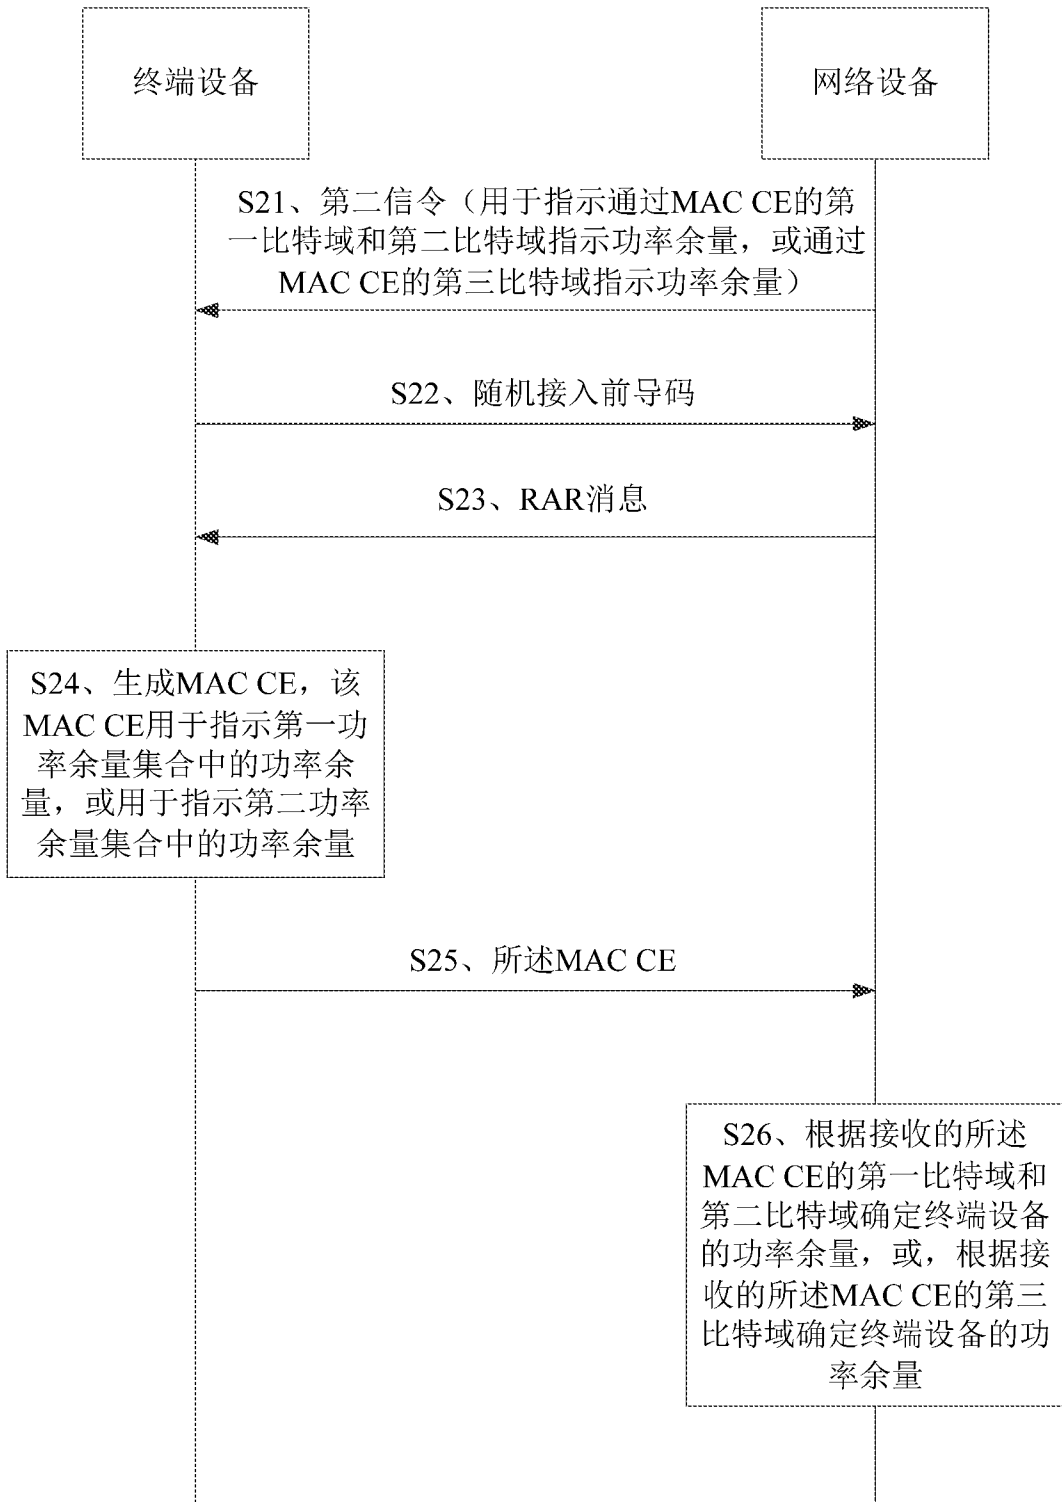 终端设备
网络设备
S21、第二信令（用于指示通过MAC CE的第
一比特域和第二比特域指示功率余量，或通过
MAC CE的第三比特域指示功率余量）
S22、随机接入前导码
S23、RAR消息
S24、生成MAC CE，该
MAC CE用于指示第一功
率余量集合中的功率余
量，或用于指示第二功率
余量集合中的功率余量
S25、所述MAC CE
S26、根据接收的所述
MAC CE的第一比特域和
第二比特域确定终端设备
的功率余量，或，根据接
收的所述MAC CE的第三
比特域确定终端设备的功
率余量